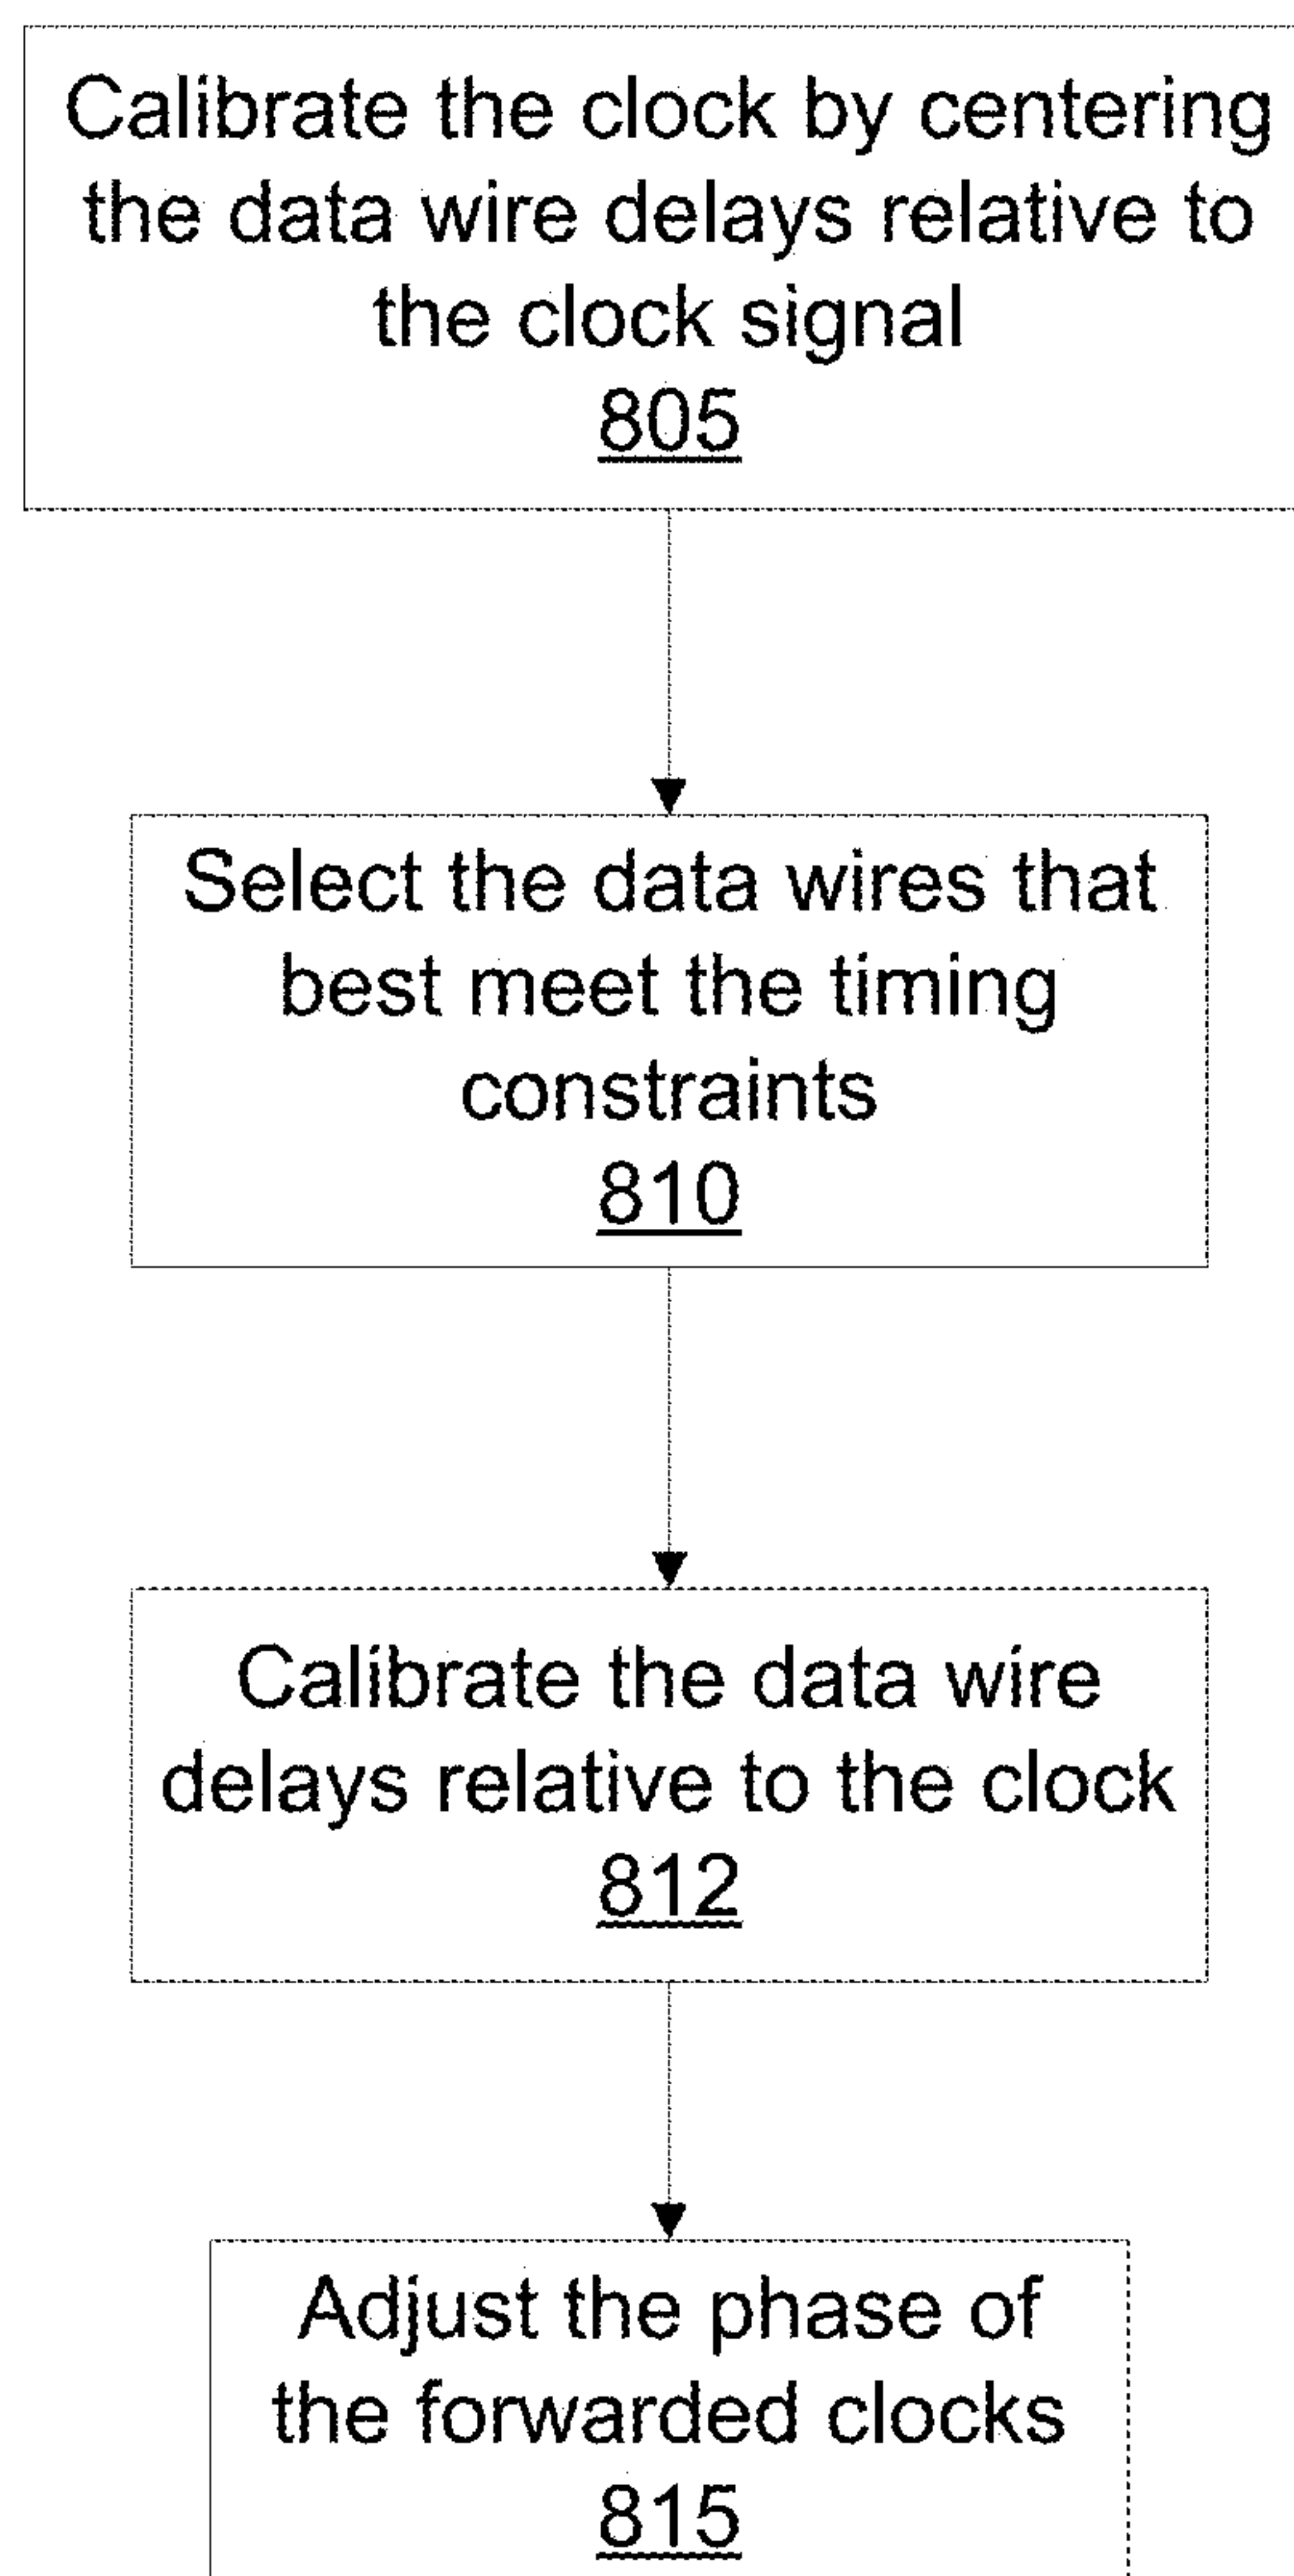 Calibrate the clock by centering
the data wire delays relative to
the clock signal
805
Select the data wires that
best meet the timing
constraints
810
Calibrate the data wire
delays relative to the clock
812
Adjust the phase of
the forwarded clocks
815